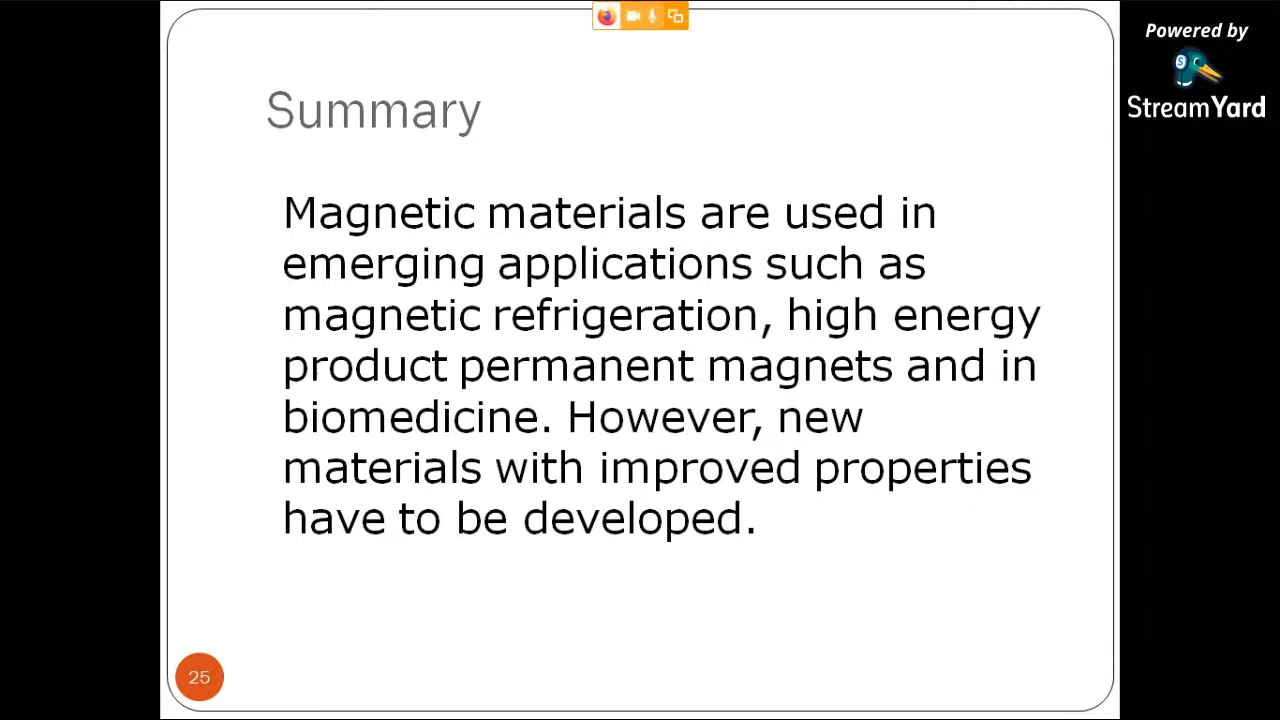 Powered by
StreamYard
Summary
Magnetic materials are used in
emerging applications such as
magnetic refrigeration, high energy
product permanent magnets and in
biomedicine. However, new
materials with improved properties
have to be developed.
25